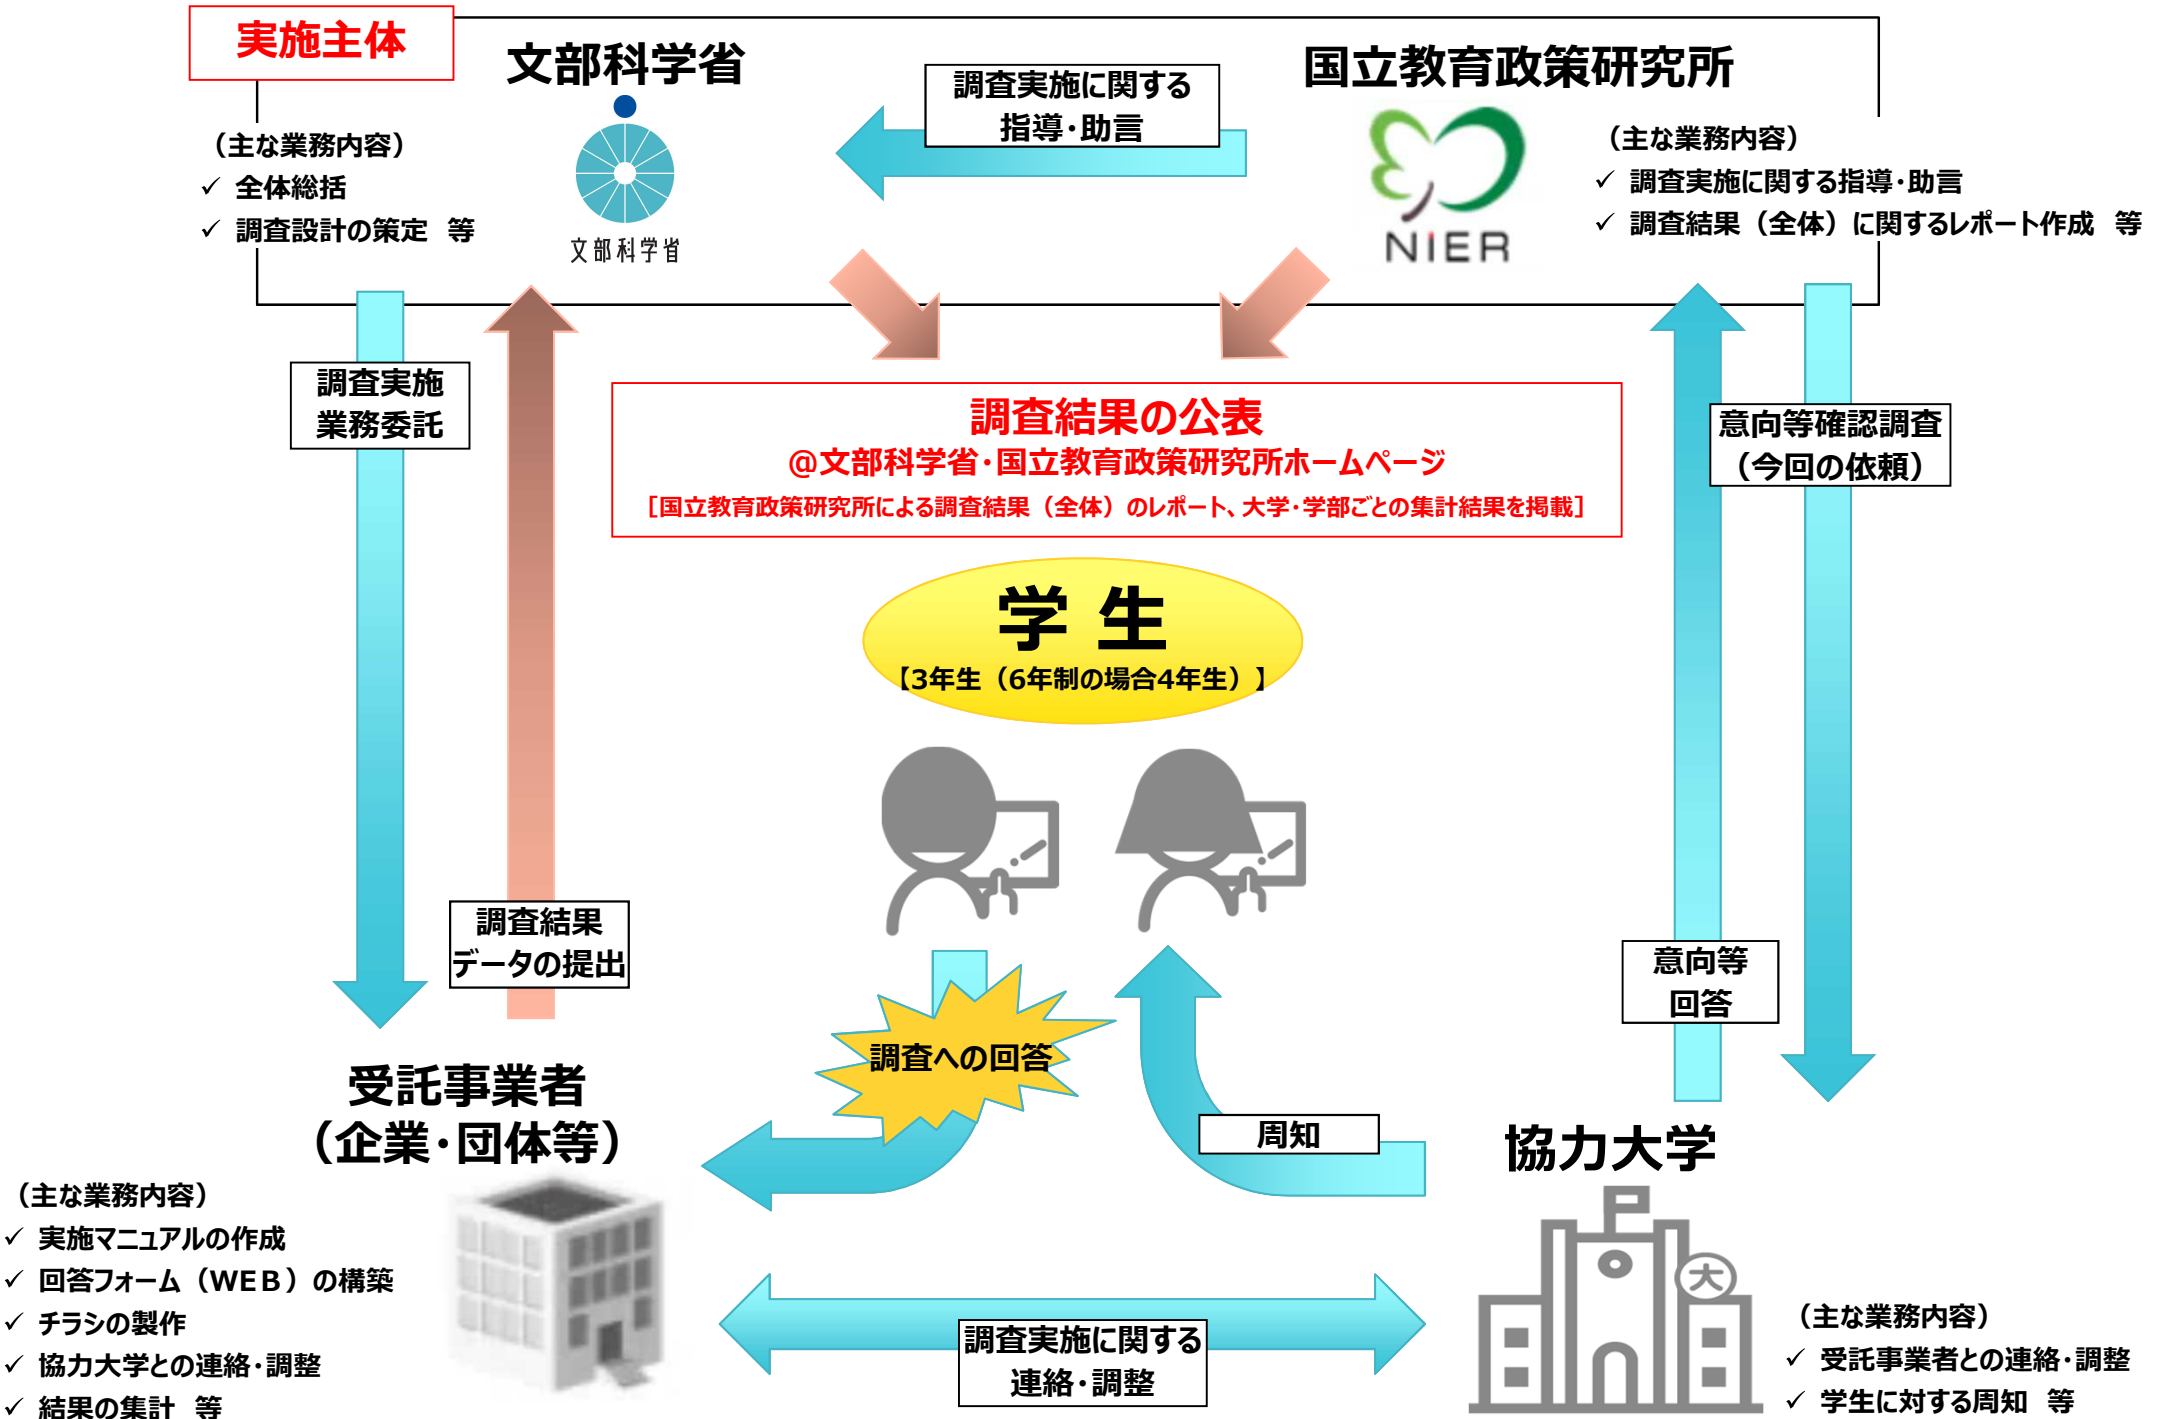 実施主体
文部科学省
国立教育政策研究所
調査実施に関する
指導・助言
（主な業務内容）
✓ 全体総括
✓ 調査設計の策定 等
文部科学省
NIER
（主な業務内容）
✓ 調査実施に関する指導・助言
✓ 調査結果（全体）に関するレポート作成 等
調査実施
業務委託
調査結果の公表
@文部科学省・国立教育政策研究所ホームページ
［国立教育政策研究所による調査結果（全体）のレポート、大学・学部ごとの集計結果を掲載］
意向等確認調査
（今回の依頼）
学 生
【3年生（6年制の場合4年生）】
調査結果
データの提出
意向等
回答
調査への回答
周知
受託事業者
（企業・団体等）
協力大学
（主な業務内容）
✓ 実施マニュアルの作成
✓ 回答フォーム（ＷＥＢ）の構築
✓ チラシの製作
✓ 協力大学との連絡・調整
✓ 結果の集計 等
調査実施に関する
連絡・調整
大
（主な業務内容）
✓ 受託事業者との連絡・調整
✓ 学生に対する周知 等